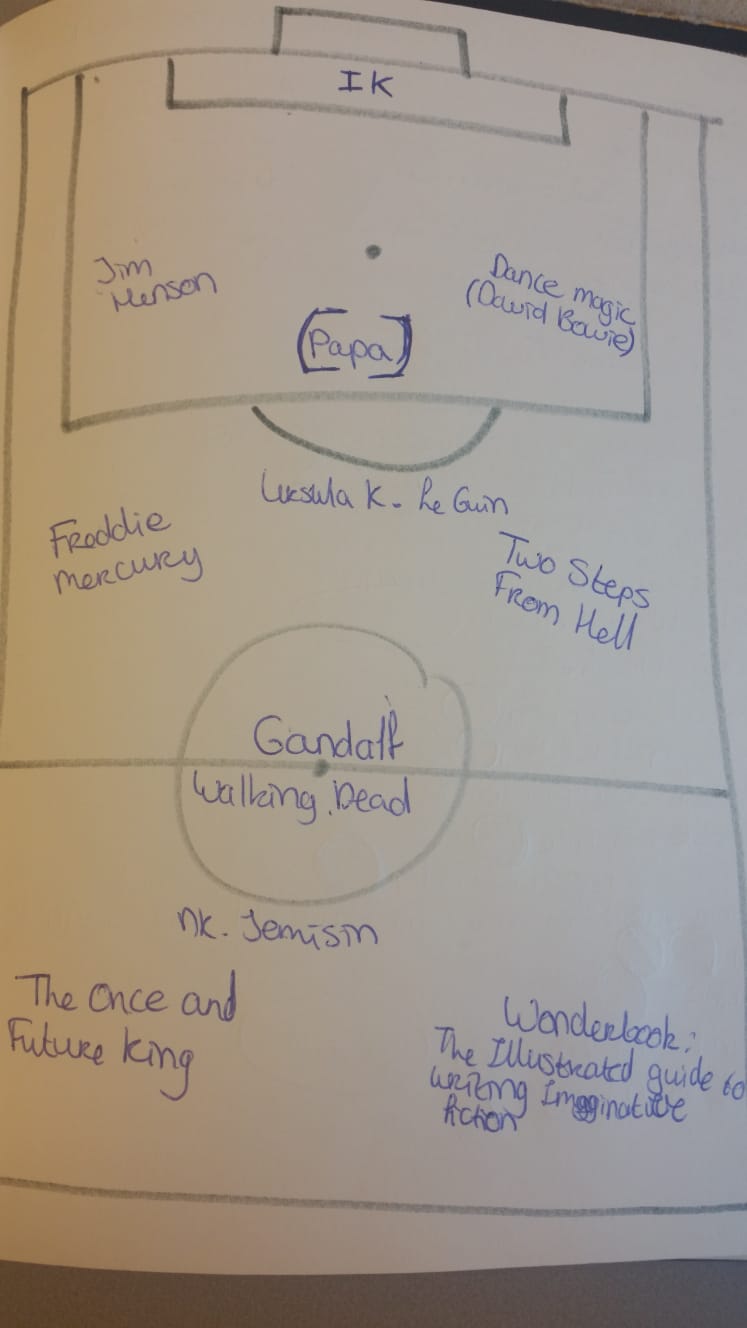 IK
Jim
Henson
Dance magic
(David Bowie)
[Papa]
Ursula K. Le Guin
Freddie
mercury
Two Steps
From Hell
Gandalf
Walking Dead
nk. Jemisin
The Once and
Future King
Wonderbook:
The Illustrated guide to
writing Imaginative
fiction